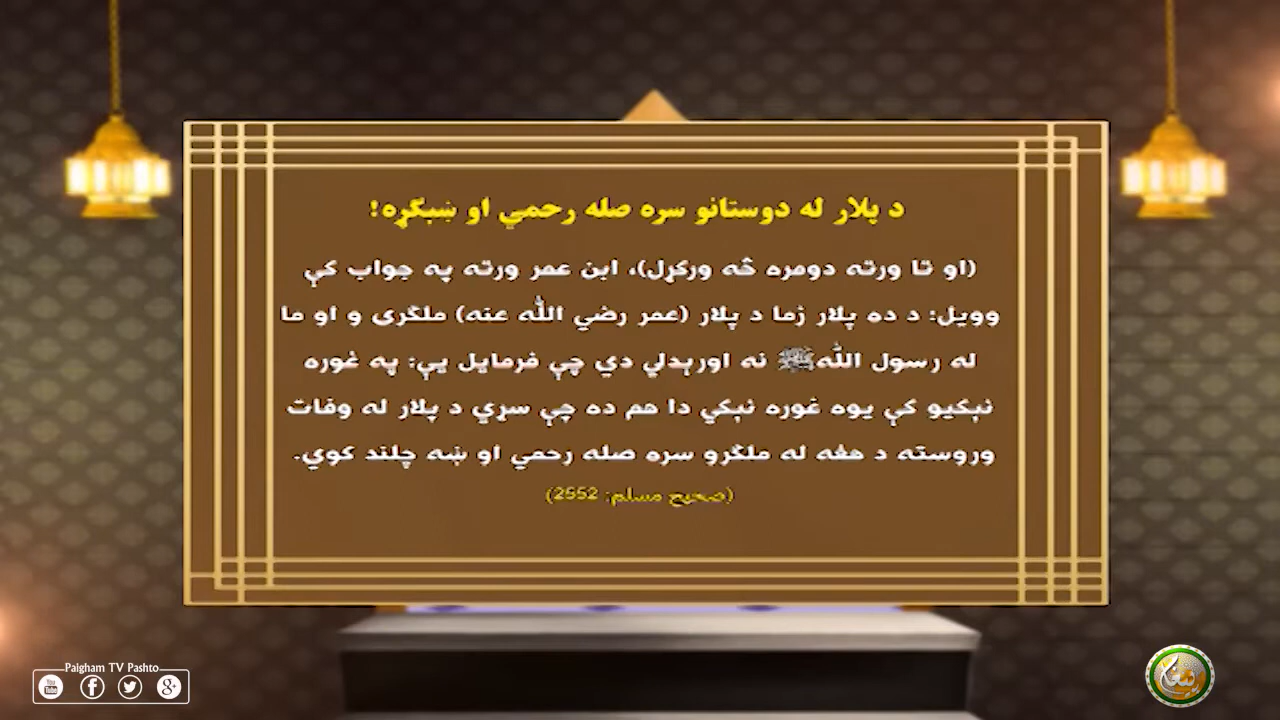 د پلار له دوستانو سره صله رحمي او ښېګړه!
(او تا ورته دومره څه ورکړل)، ابن عمر ورته په جواب کې
وویل: د ده پلار زما د پلار (عمر رضي الله عنه) ملګری و او ما
له رسول اللهﷺ نه اورېدلي دي چې فرمایل یې: په غوره
نېکیو کې یوه غوره نېکي دا هم ده چې سړي د پلار له وفات
وروسته د هغه له ملګرو سره صله رحمي او ښه چلند کوي.
(صحیح مسلم: 2552)
Paigham TV Pashto
You Tube
پیغام